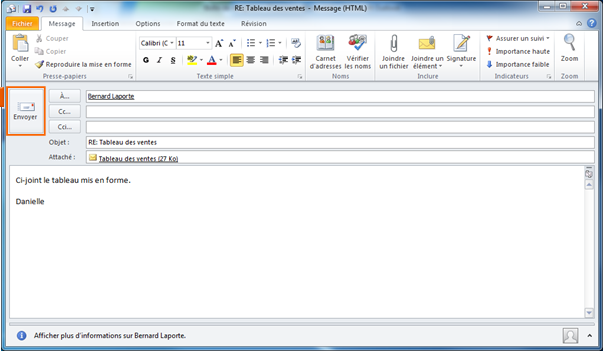 RE: Tableau des ventes - Message (HTML)
Fichier Message Insertion Options Format du texte Révision
Coller
Couper
Copier
Reproduire la mise en forme
Presse-papiers
Calibri (C 11 A A
G I S A
Texte simple
Carnet d'adresses
Vérifier les noms
Noms
Joindre un fichier
Joindre un élément
Signature
Inclure
Assurer un suivi
Importance haute
Importance faible
Indicateurs
Zoom
Zoom
Envoyer
À... Bernard Laporte
Cc...
Cci...
Objet : RE: Tableau des ventes
Attaché : Tableau des ventes (27 Ko)
Ci-joint le tableau mis en forme.
Danielle
Afficher plus d'informations sur Bernard Laporte.